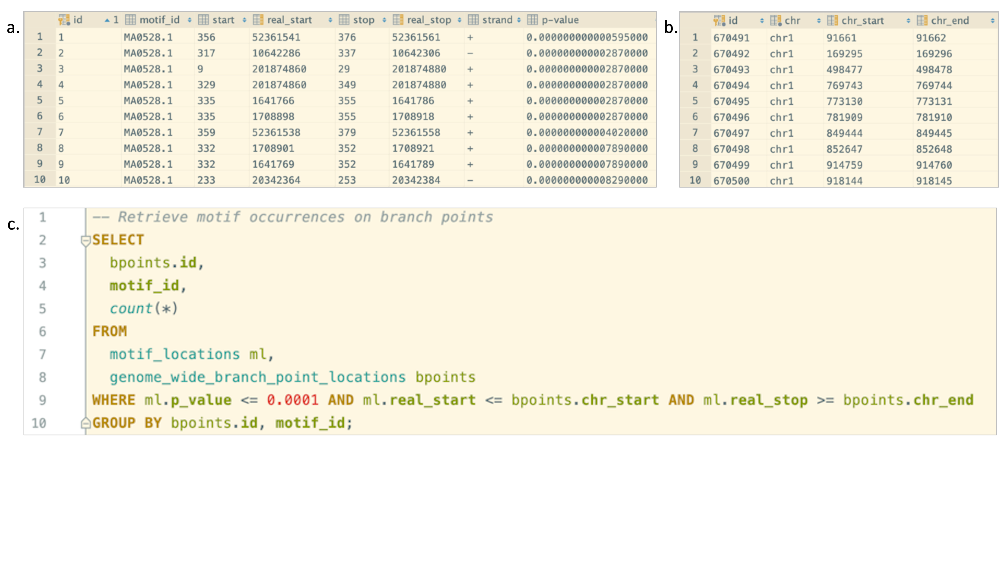 a.
id 1 motif_id start real_start stop real_stop strand p-value
1 1 MA0528.1 356 52361541 376 52361561 + 0.000000000000595000
2 2 MA0528.1 317 10642286 337 10642306 − 0.000000000002870000
3 3 MA0528.1 9 201874860 29 201874880 + 0.000000000002870000
4 4 MA0528.1 329 201874860 349 201874880 + 0.000000000002870000
5 5 MA0528.1 335 1641766 355 1641786 + 0.000000000002870000
6 6 MA0528.1 335 1708898 355 1708918 + 0.000000000002870000
7 7 MA0528.1 359 52361538 379 52361558 + 0.000000000004020000
8 8 MA0528.1 332 1708901 352 1708921 + 0.000000000007890000
9 9 MA0528.1 332 1641769 352 1641789 + 0.000000000007890000
10 10 MA0528.1 233 20342364 253 20342384 − 0.000000000008290000
b.
id chr chr_start chr_end
1 670491 chr1 91661 91662
2 670492 chr1 169295 169296
3 670493 chr1 498477 498478
4 670494 chr1 769743 769744
5 670495 chr1 773130 773131
6 670496 chr1 781909 781910
7 670497 chr1 849444 849445
8 670498 chr1 852647 852648
9 670499 chr1 914759 914760
10 670500 chr1 918144 918145
c.
1 -- Retrieve motif occurrences on branch points
2 SELECT
3 bpoints.id,
4 motif_id,
5 count(*)
6 FROM
7 motif_locations ml,
8 genome_wide_branch_point_locations bpoints
9 WHERE ml.p_value <= 0.0001 AND ml.real_start <= bpoints.chr_start AND ml.real_stop >= bpoints.chr_end
10 GROUP BY bpoints.id, motif_id;